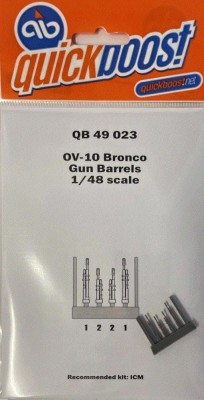 qb
quickboost
quickboost.net
QB 49 023
OV-10 Bronco
Gun Barrels
1/48 scale
1 2 2 1
Recommended kit: ICM